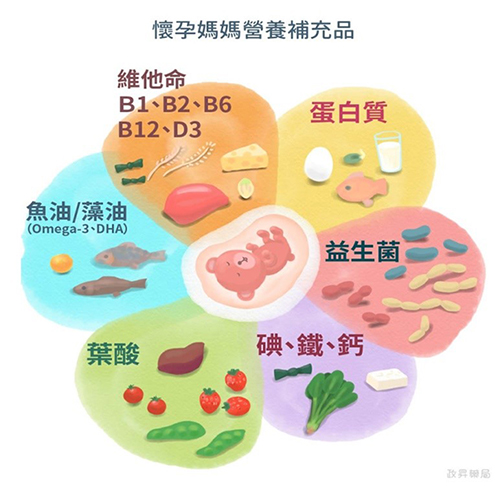 懷孕媽媽營養補充品
維他命
B1、B2、B6
B12、D3
蛋白質
魚油/藻油
(Omega-3、DHA)
益生菌
葉酸
碘、鐵、鈣